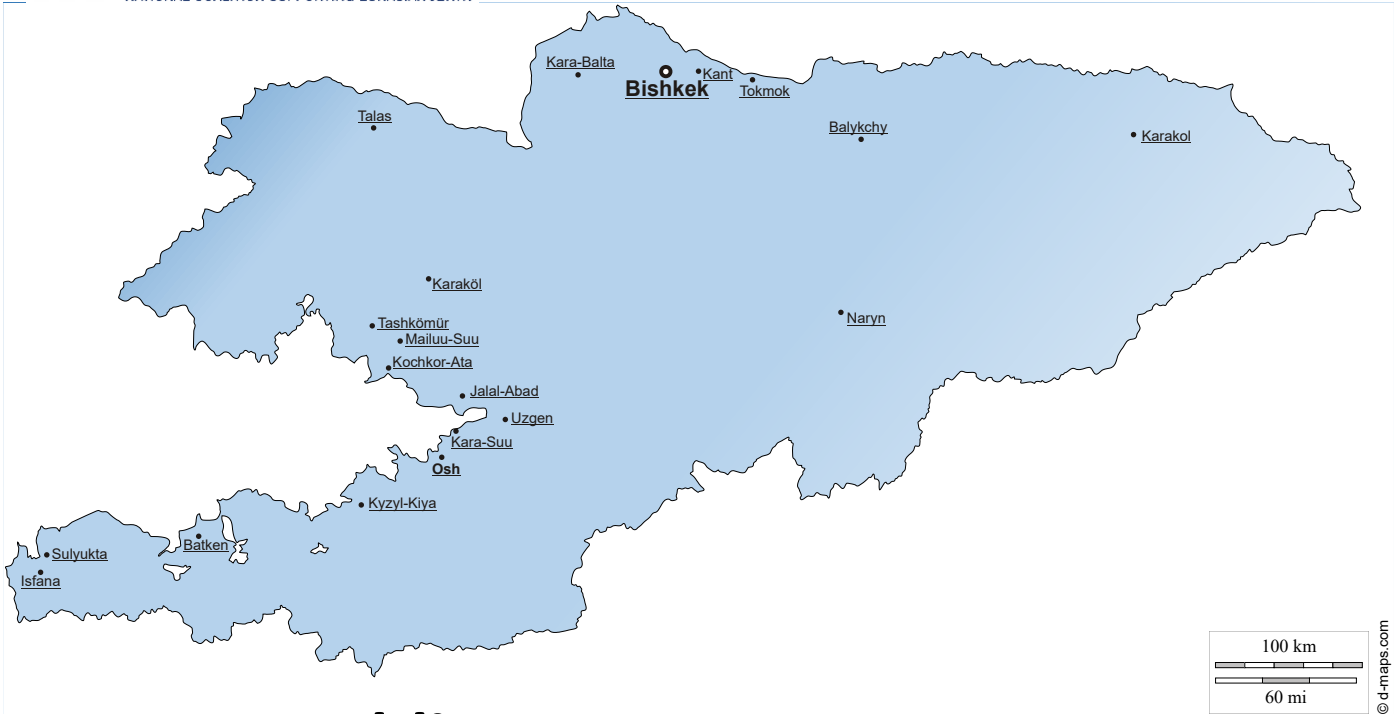 Kara-Balta
Bishkek
Kant
Tokmok
Talas
Balykchy
Karakol
Karaköl
Tashkömür
Mailuu-Suu
Kochkor-Ata
Naryn
Jalal-Abad
Uzgen
Kara-Suu
Osh
Kyzyl-Kiya
Batken
Sulyukta
Isfana
100 km
60 mi
© d-maps.com